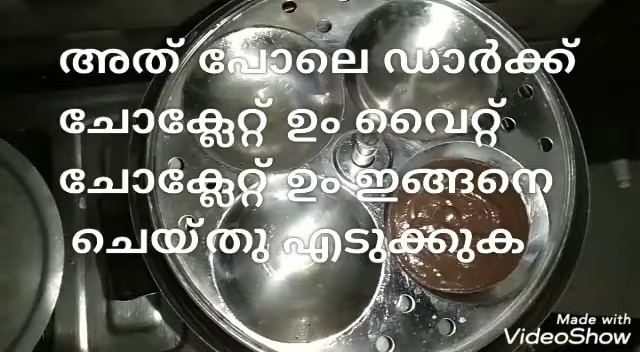 അത് പോലെ ഡാർക്ക്
ചോക്ലേറ്റ് ഉം വൈറ്റ്
ചോക്ലേറ്റ് ഉം ഇങ്ങനെ
ചെയ്തു എടുക്കുക
Made with
VideoShow